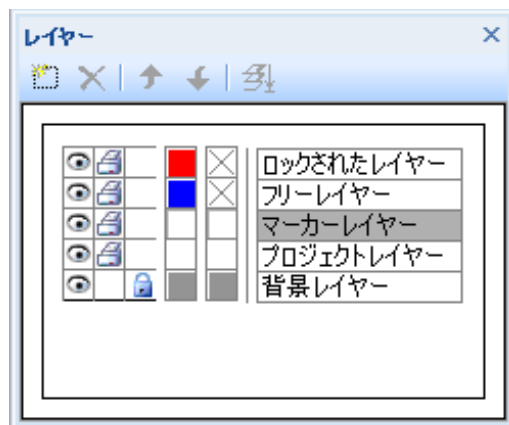 レイヤー
ロックされたレイヤー
フリーレイヤー
マーカーレイヤー
プロジェクトレイヤー
背景レイヤー